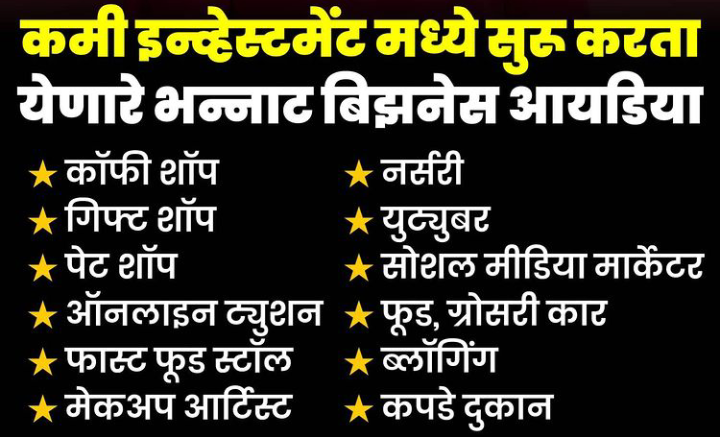 कमी इन्व्हेस्टमेंट मध्ये सुरू करता
येणारे भन्नाट बिझनेस आयडिया
★ कॉफी शॉप
★ गिफ्ट शॉप
★ पेट शॉप
★ ऑनलाइन ट्युशन
★ फास्ट फूड स्टॉल
★ मेकअप आर्टिस्ट
★ नर्सरी
★ युट्युबर
★ सोशल मीडिया मार्केटर
★ फूड, ग्रोसरी कार
★ ब्लॉगिंग
★ कपडे दुकान